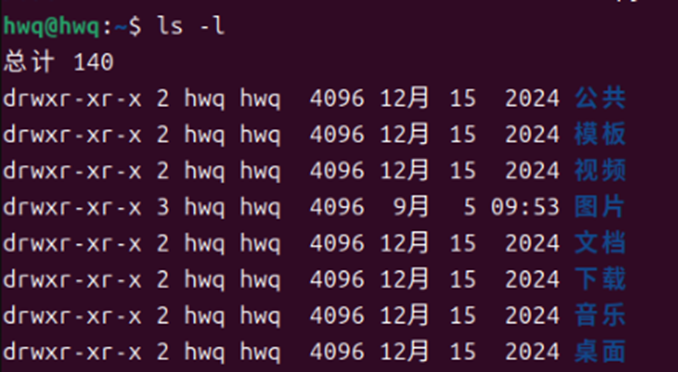 hwq@hwq:~$ ls -l
总计 140
drwxr-xr-x 2 hwq hwq  4096 12月 15  2024 公共
drwxr-xr-x 2 hwq hwq  4096 12月 15  2024 模板
drwxr-xr-x 2 hwq hwq  4096 12月 15  2024 视频
drwxr-xr-x 3 hwq hwq  4096  9月  5 09:53 图片
drwxr-xr-x 2 hwq hwq  4096 12月 15  2024 文档
drwxr-xr-x 2 hwq hwq  4096 12月 15  2024 下载
drwxr-xr-x 2 hwq hwq  4096 12月 15  2024 音乐
drwxr-xr-x 2 hwq hwq  4096 12月 15  2024 桌面